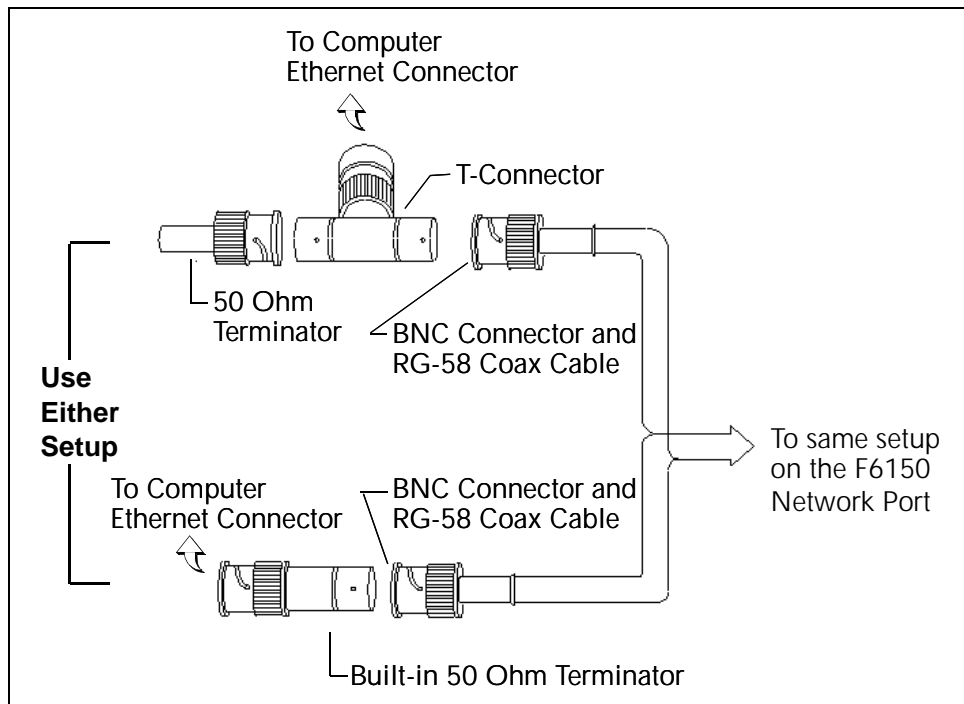 To Computer
Ethernet Connector
T-Connector
50 Ohm
Terminator
BNC Connector and
RG-58 Coax Cable
Use
Either
Setup
To same setup
on the F6150
Network Port
To Computer
Ethernet Connector
BNC Connector and
RG-58 Coax Cable
Built-in 50 Ohm Terminator